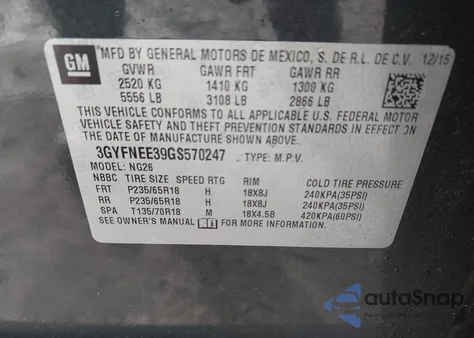 GM
MFD BY GENERAL MOTORS DE MEXICO, S. DE R.L. DE C.V. 12/15
GVWR GAWR FRT GAWR RR
2520 KG 1410 KG 1300 KG
5556 LB 3108 LB 2866 LB
THIS VEHICLE CONFORMS TO ALL APPLICABLE U.S. FEDERAL MOTOR
VEHICLE SAFETY, BUMPER, AND THEFT PREVENTION STANDARDS IN EFFECT ON
THE DATE OF MANUFACTURE SHOWN ABOVE.
3GYFNEE39GS570247 TYPE: M.P.V.
MODEL: NG26
NBBC TIRE SIZE SPEED RTG RIM COLD TIRE PRESSURE
FRT P235/65R18 H 18X8J 240KPA(35PSI)
RR P235/65R18 H 18X8J 240KPA(35PSI)
SPA T135/70R18 M 18X4.5B 420KPA(60PSI)
SEE OWNER'S MANUAL FOR MORE INFORMATION
autoSnap